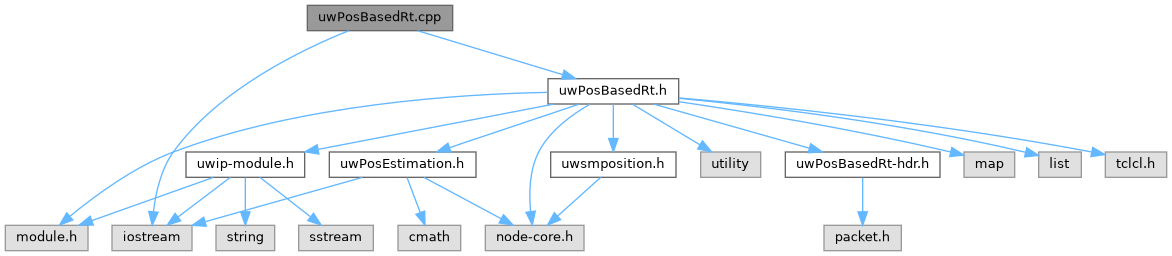 uwPosBasedRt.cpp
uwPosBasedRt.h
uwip-module.h
uwPosEstimation.h
uwsmposition.h
utility
uwPosBasedRt-hdr.h
map
list
tclcl.h
module.h
iostream
string
sstream
cmath
node-core.h
packet.h